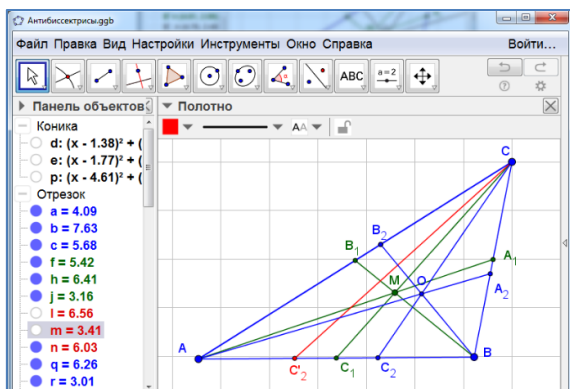 Антибиссектрисы.ggb
Файл Правка Вид Настройки Инструменты Окно Справка Войти...
ABC a=2
Панель объектов Полотно
Коника AA
d: (x - 1.38)² + (
e: (x - 1.77)² + (
p: (x - 4.61)² + (
Отрезок
a = 4.09
b = 7.63
c = 5.68
f = 5.42
h = 6.41
j = 3.16
l = 6.56
m = 3.41
n = 6.03
q = 6.26
r = 3.01
C
B₂
B₁
A₁
M O A₂
A B
C'₂ C₁ C₂